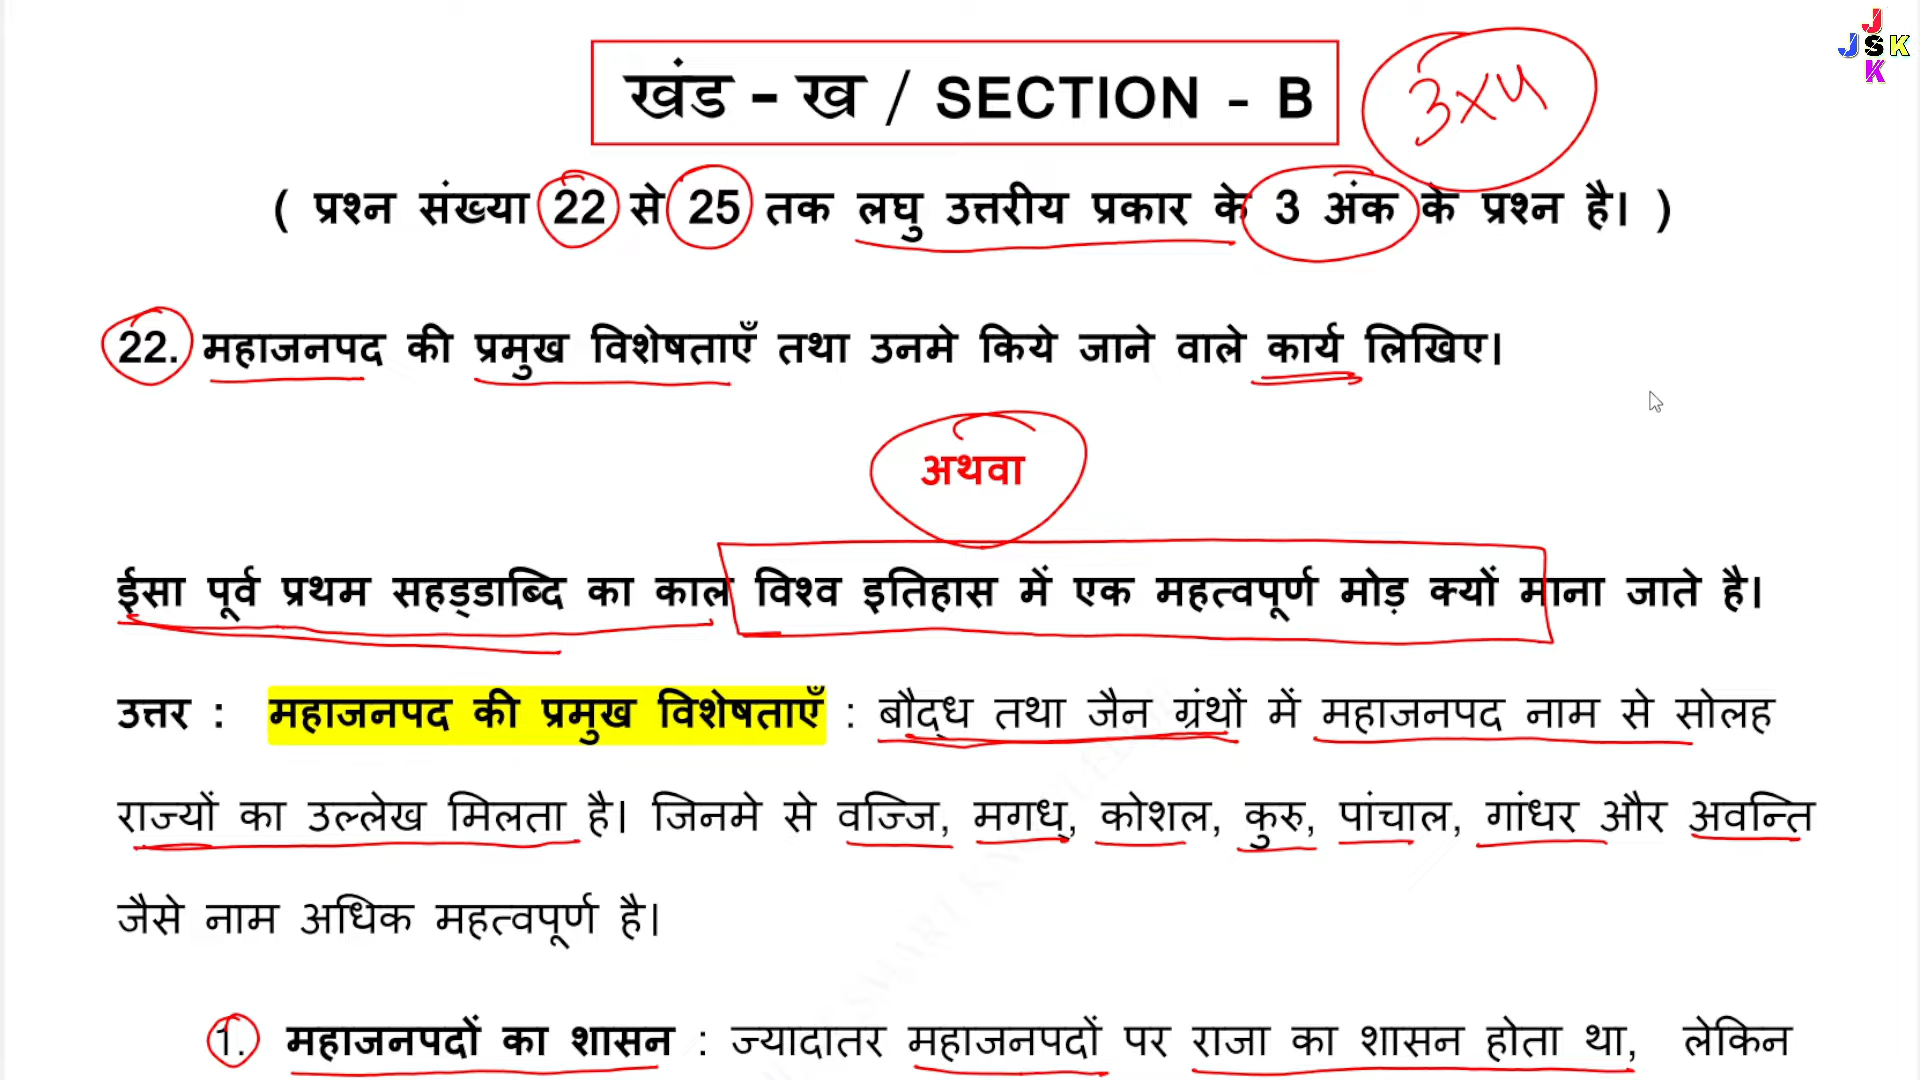 J
JSK
K
खंड - ख / SECTION - B
3x4
( प्रश्न संख्या 22 से 25 तक लघु उत्तरीय प्रकार के 3 अंक के प्रश्न है। )
22. महाजनपद की प्रमुख विशेषताएँ तथा उनमे किये जाने वाले कार्य लिखिए।
अथवा
ईसा पूर्व प्रथम सहड्डाब्दि का काल विश्व इतिहास में एक महत्वपूर्ण मोड़ क्यों माना जाते है।
उत्तर : महाजनपद की प्रमुख विशेषताएँ : बौद्ध तथा जैन ग्रंथों में महाजनपद नाम से सोलह
राज्यों का उल्लेख मिलता है। जिनमे से वज्जि, मगध्, कोशल, कुरु, पांचाल, गांधर और अवन्ति
जैसे नाम अधिक महत्वपूर्ण है।
1. महाजनपदों का शासन : ज्यादातर महाजनपदों पर राजा का शासन होता था, लेकिन